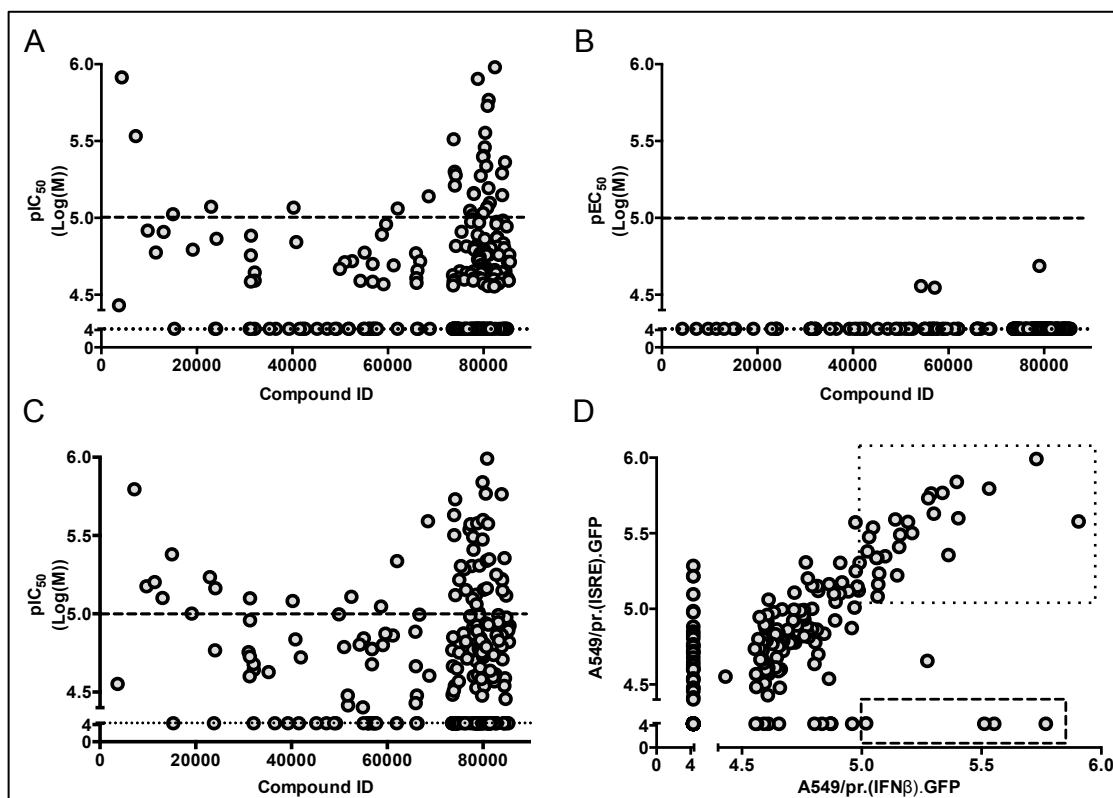 A
6.0
5.5
5.0
4.5
4
0
pIC50
(Log(M))
0 20000 40000 60000 80000
Compound ID
B
6.0
5.5
5.0
4.5
4
0
pEC50
(Log(M))
0 20000 40000 60000 80000
Compound ID
C
6.0
5.5
5.0
4.5
4
0
pIC50
(Log(M))
0 20000 40000 60000 80000
Compound ID
D
6.0
5.5
5.0
4.5
4
0
A549/pr.(ISRE).GFP
0 4 4.5 5.0 5.5 6.0
A549/pr.(IFNβ).GFP